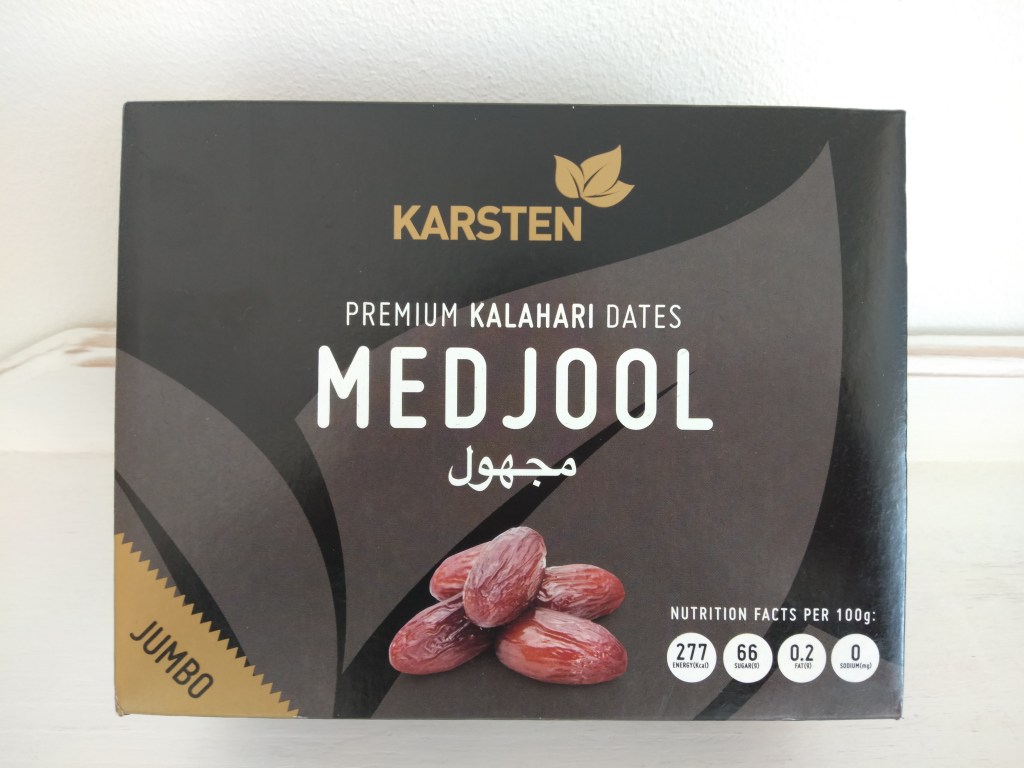 KARSTEN
PREMIUM KALAHARI DATES
MEDJOOL
مجهول
JUMBO
NUTRITION FACTS PER 100g:
277 66 0.2 0
ENERGY(Kcal) SUGAR(g) FAT(g) SODIUM(mg)